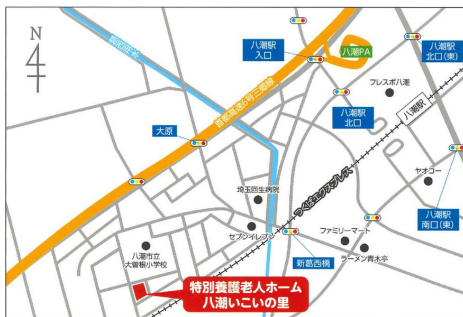 N
八潮駅
入口
八潮PA
八潮駅
北口(東)
フレスポ八潮
八潮駅
北口
八潮駅
首都高速6号三郷線
大原
つくばエクスプレス
埼玉回生病院
ヤオコー
セブンイレブン
八潮駅
南口(東)
ファミリーマート
新葛西橋
ラーメン青木亭
八潮市立
大曽根小学校
特別養護老人ホーム
八潮いこいの里